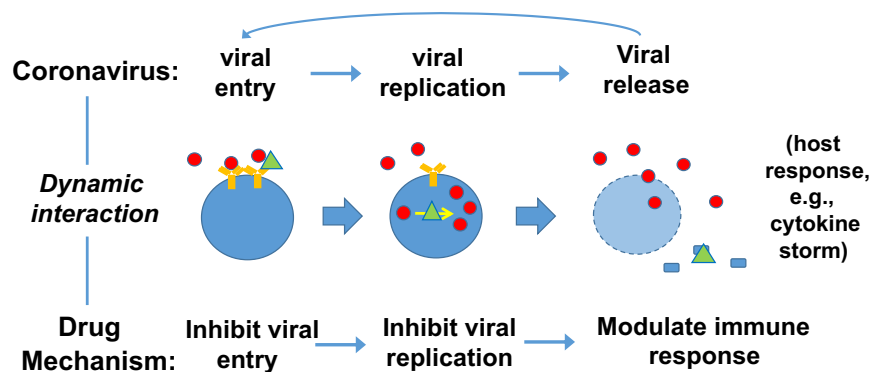 Coronavirus:
viral
entry
viral
replication
Viral
release
Dynamic
interaction
(host
response,
e.g.,
cytokine
storm)
Drug
Mechanism:
Inhibit viral
entry
Inhibit viral
replication
Modulate immune
response